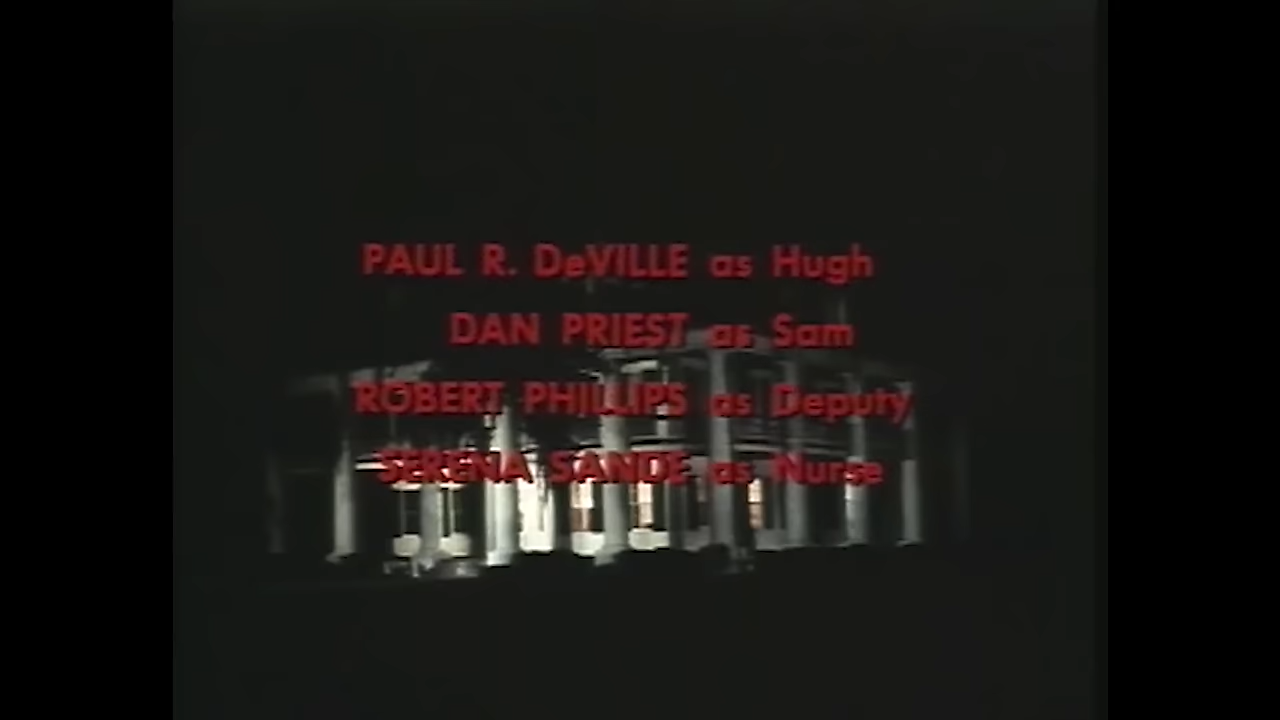 PAUL R. DeVILLE as Hugh
DAN PRIEST as Sam
ROBERT PHILLIPS as Deputy
SERENA SANDE as Nurse